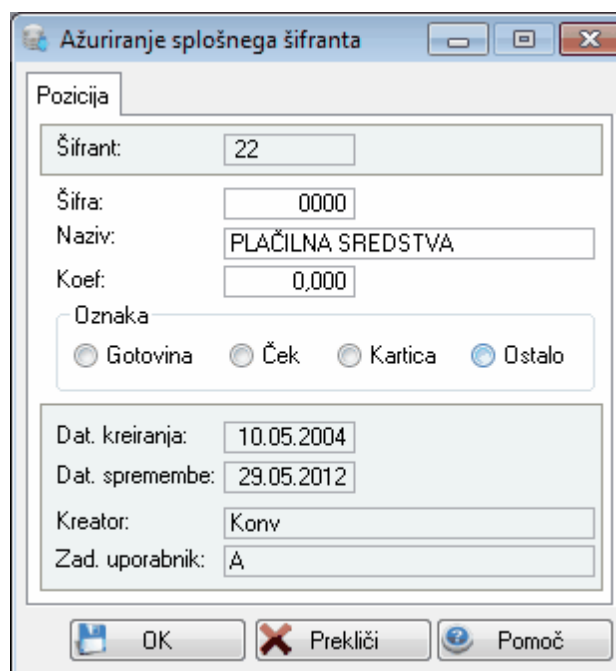 Ažuriranje splošnega šifranta
Pozicija
Šifrant: 22
Šifra: 0000
Naziv: PLAČILNA SREDSTVA
Koef: 0,000
Oznaka
Gotovina Ček Kartica Ostalo
Dat. kreiranja: 10.05.2004
Dat. spremembe: 29.05.2012
Kreator: Konv
Zad. uporabnik: A
OK Prekliči Pomoč